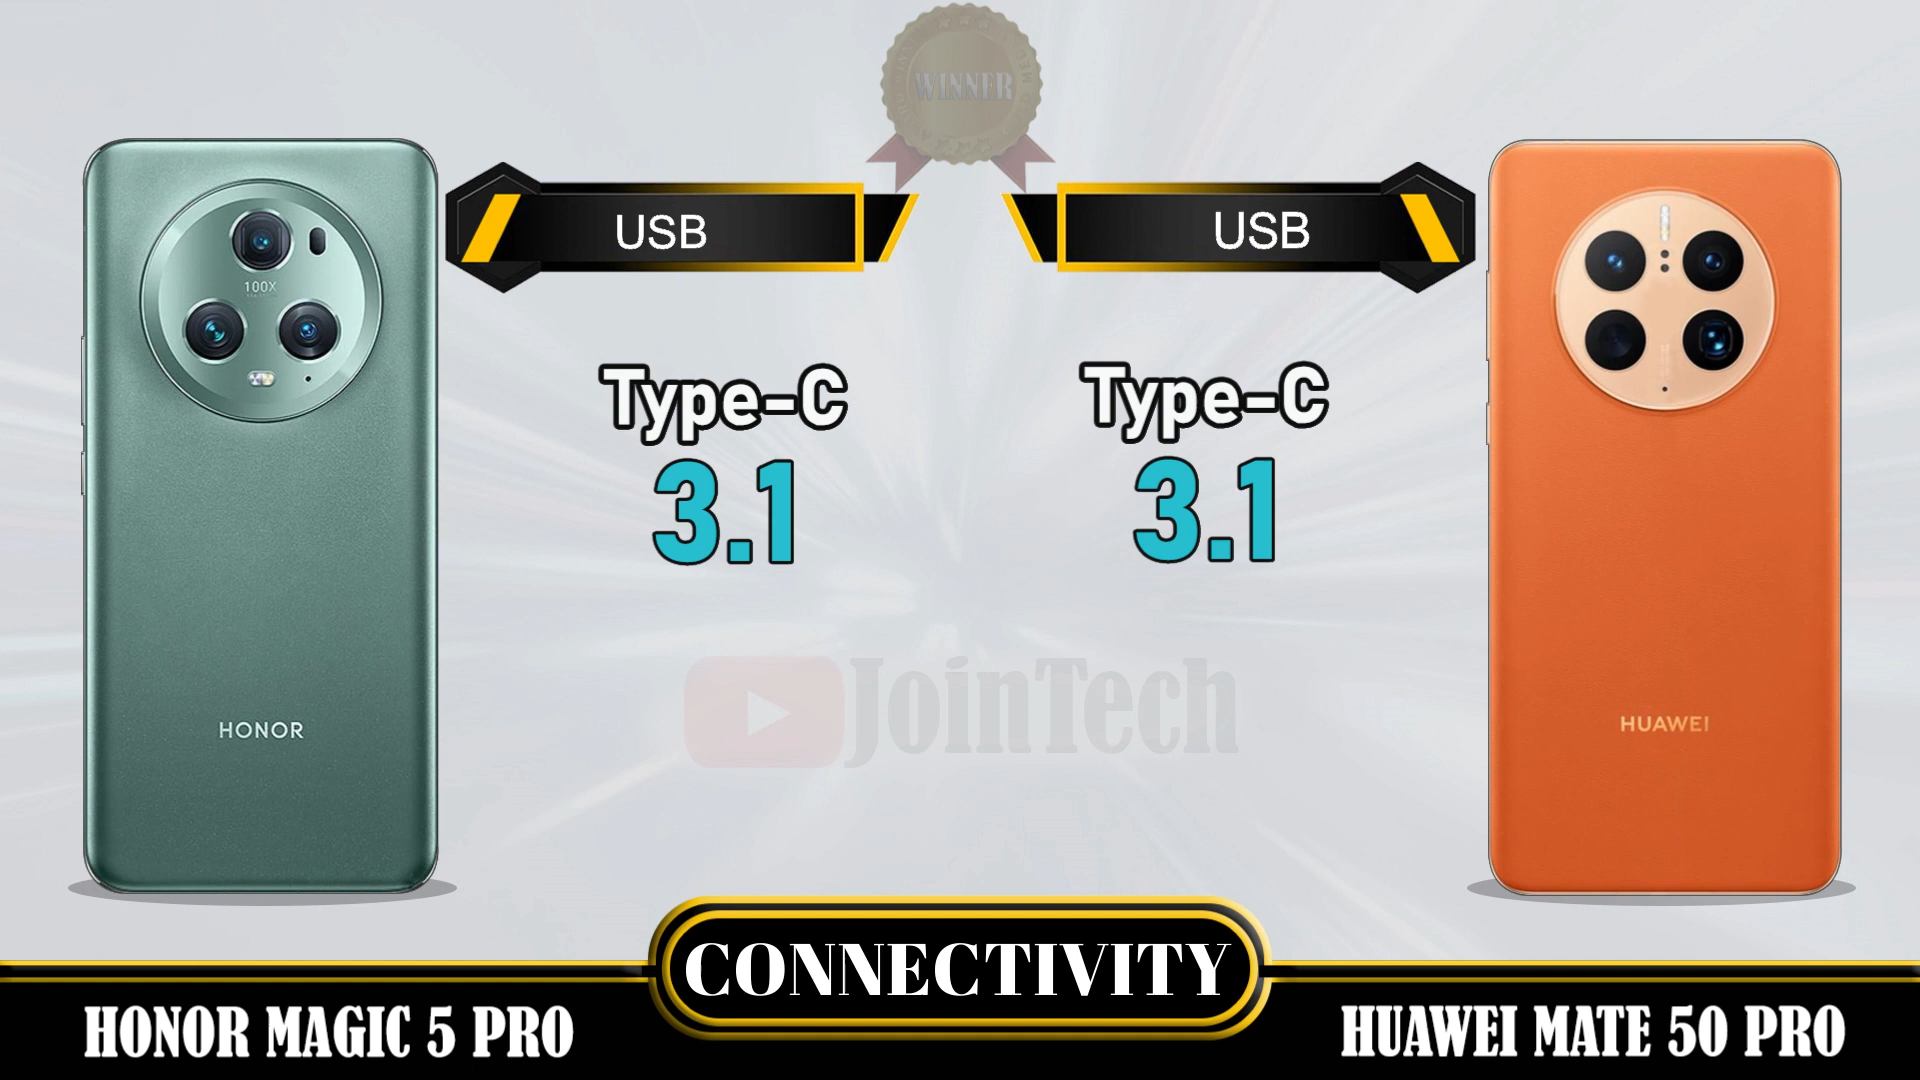 WINNER
USB
USB
100X
Type-C
3.1
Type-C
3.1
JoinTech
HONOR
HUAWEI
CONNECTIVITY
HONOR MAGIC 5 PRO
HUAWEI MATE 50 PRO